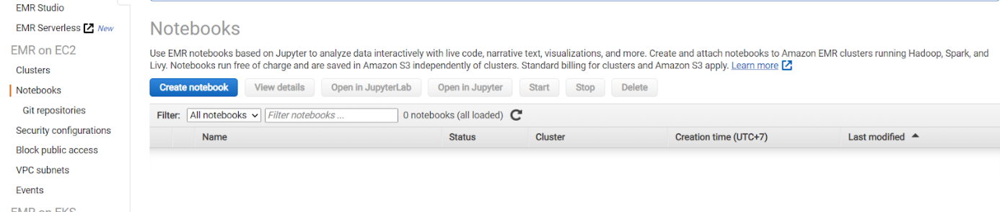 EMR Studio
EMR Serverless New
EMR on EC2
Clusters
Notebooks
Git repositories
Security configurations
Block public access
VPC subnets
Events
EMR on EKS
Notebooks
Use EMR notebooks based on Jupyter to analyze data interactively with live code, narrative text, visualizations, and more. Create and attach notebooks to Amazon EMR clusters running Hadoop, Spark, and
Livy. Notebooks run free of charge and are saved in Amazon S3 independently of clusters. Standard billing for clusters and Amazon S3 apply. Learn more
Create notebook View details Open in JupyterLab Open in Jupyter Start Stop Delete
Filter: All notebooks Filter notebooks ... 0 notebooks (all loaded)
Name Status Cluster Creation time (UTC+7) Last modified